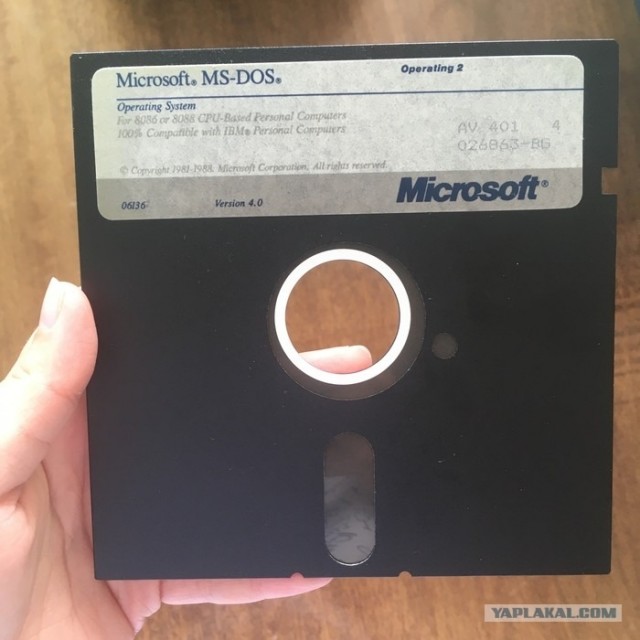 Microsoft® MS-DOS®
Operating 2
Operating System
For 8086 or 8088 CPU-Based Personal Computers
100% Compatible with IBM® Personal Computers
AV 401 4
026863-BG
© Copyright 1981-1988, Microsoft Corporation, All rights reserved.
06136
Version 4.0
Microsoft®
YAPLAKAL.COM